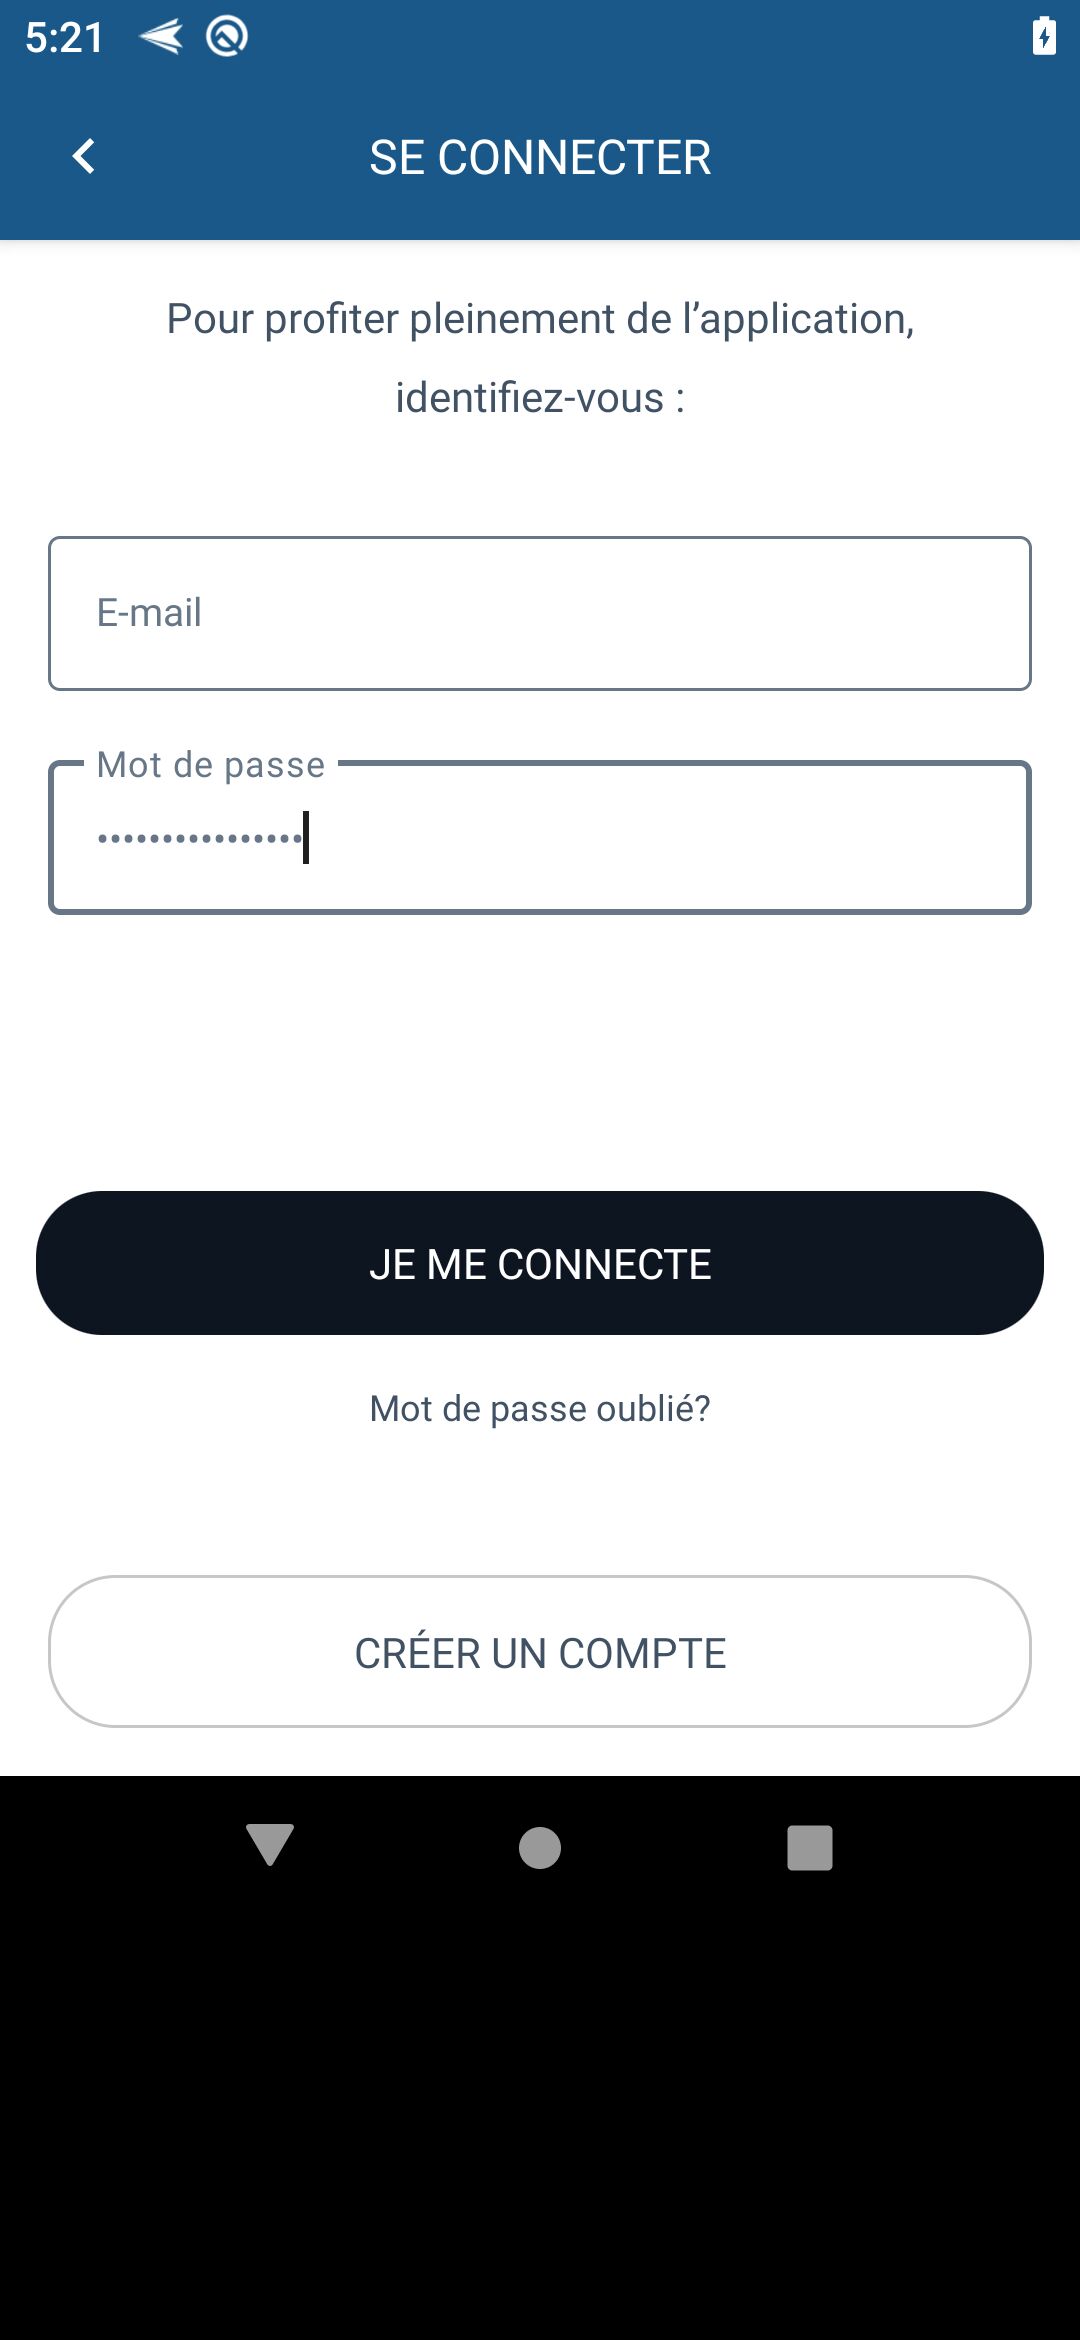 5:21
SE CONNECTER
Pour profiter pleinement de l’application,
identifiez-vous :
E-mail
Mot de passe
••••••••••••••••
JE ME CONNECTE
Mot de passe oublié?
CRÉER UN COMPTE